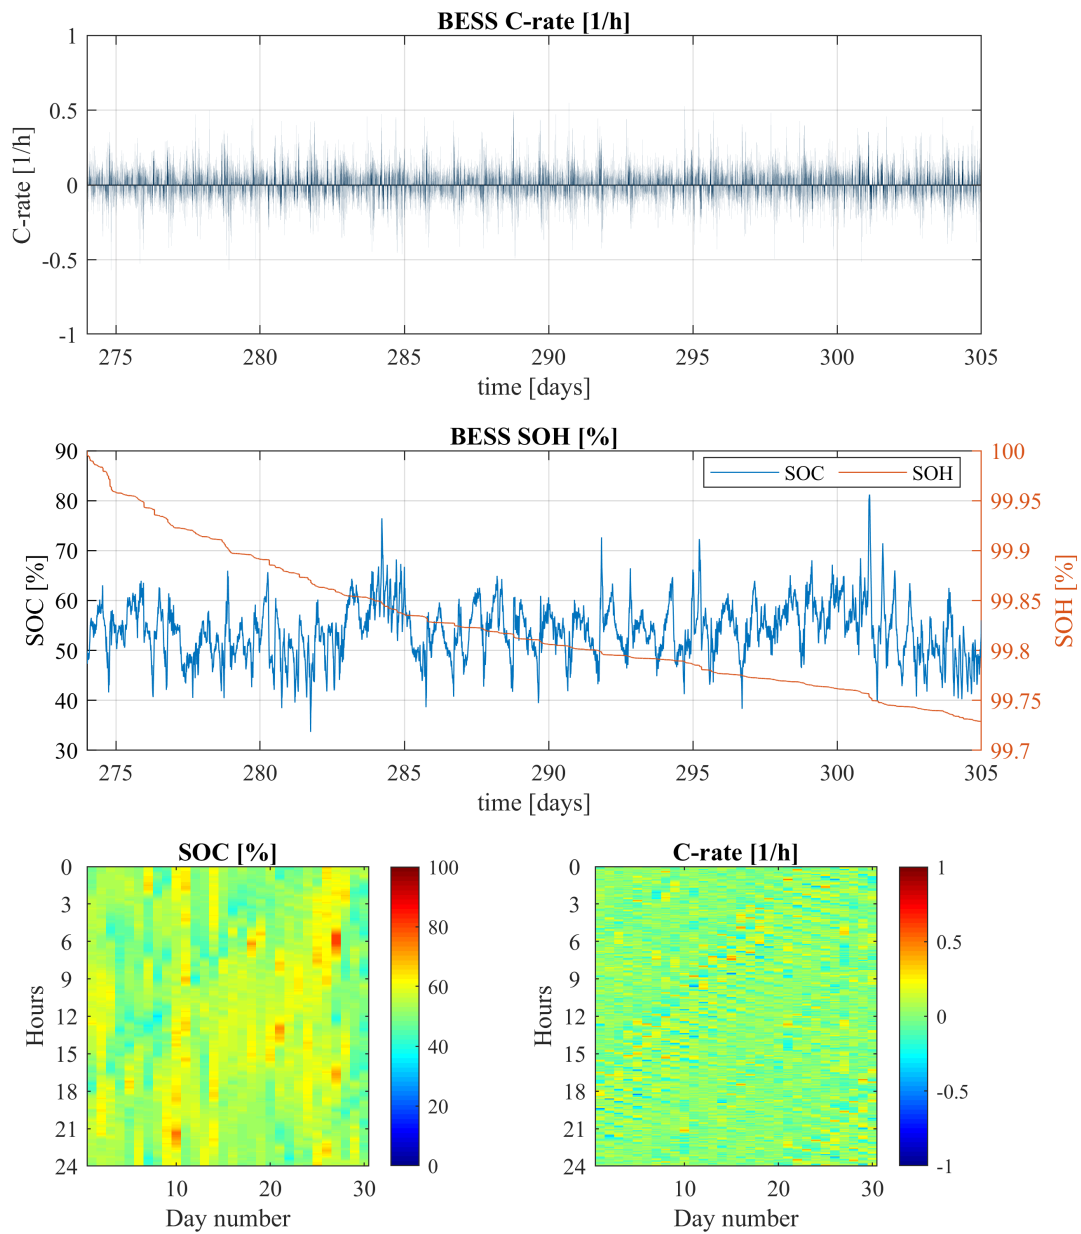 BESS C-rate [1/h]
1
0.5
0
-0.5
-1
C-rate [1/h]
275 280 285 290 295 300 305
time [days]
BESS SOH [%]
90
80
70
60
50
40
30
SOC [%]
SOC SOH
100
99.95
99.9
99.85
99.8
99.75
99.7
SOH [%]
275 280 285 290 295 300 305
time [days]
SOC [%]
0
3
6
9
12
15
18
21
24
Hours
10 20 30
Day number
100
80
60
40
20
0
C-rate [1/h]
0
3
6
9
12
15
18
21
24
Hours
10 20 30
Day number
1
0.5
0
-0.5
-1